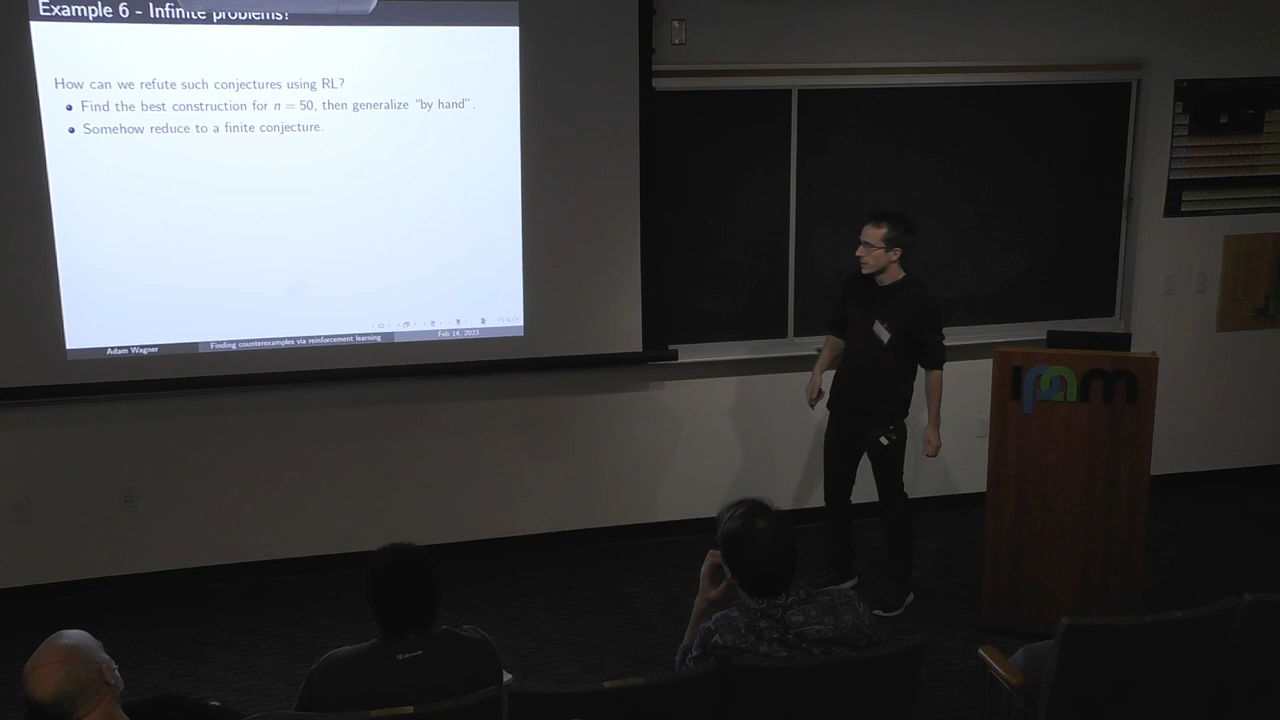 Example 6 - Infinite problems?
How can we refute such conjectures using RL?
Find the best construction for n = 50, then generalize "by hand".
Somehow reduce to a finite conjecture.
Adam Wagner
Finding counterexamples via reinforcement learning
Feb 14, 2023
ipam
Microsoft